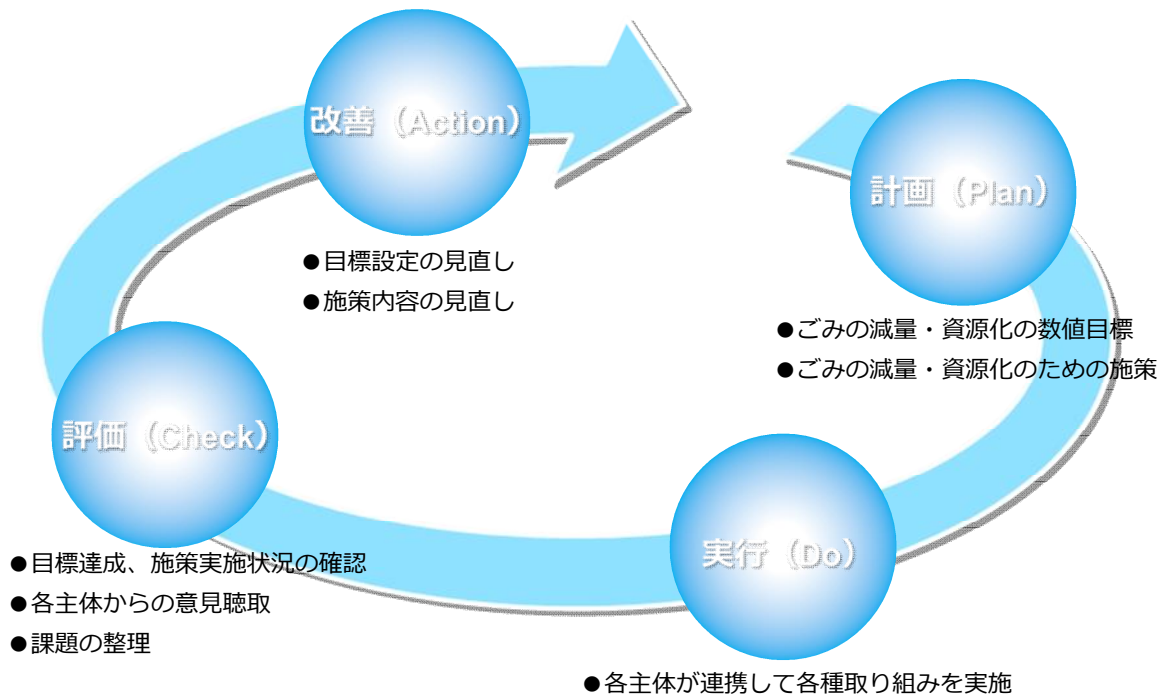 改善（Action）
●目標設定の見直し
●施策内容の見直し
計画（Plan）
●ごみの減量・資源化の数値目標
●ごみの減量・資源化のための施策
評価（Check）
●目標達成、施策実施状況の確認
●各主体からの意見聴取
●課題の整理
実行（Do）
●各主体が連携して各種取り組みを実施